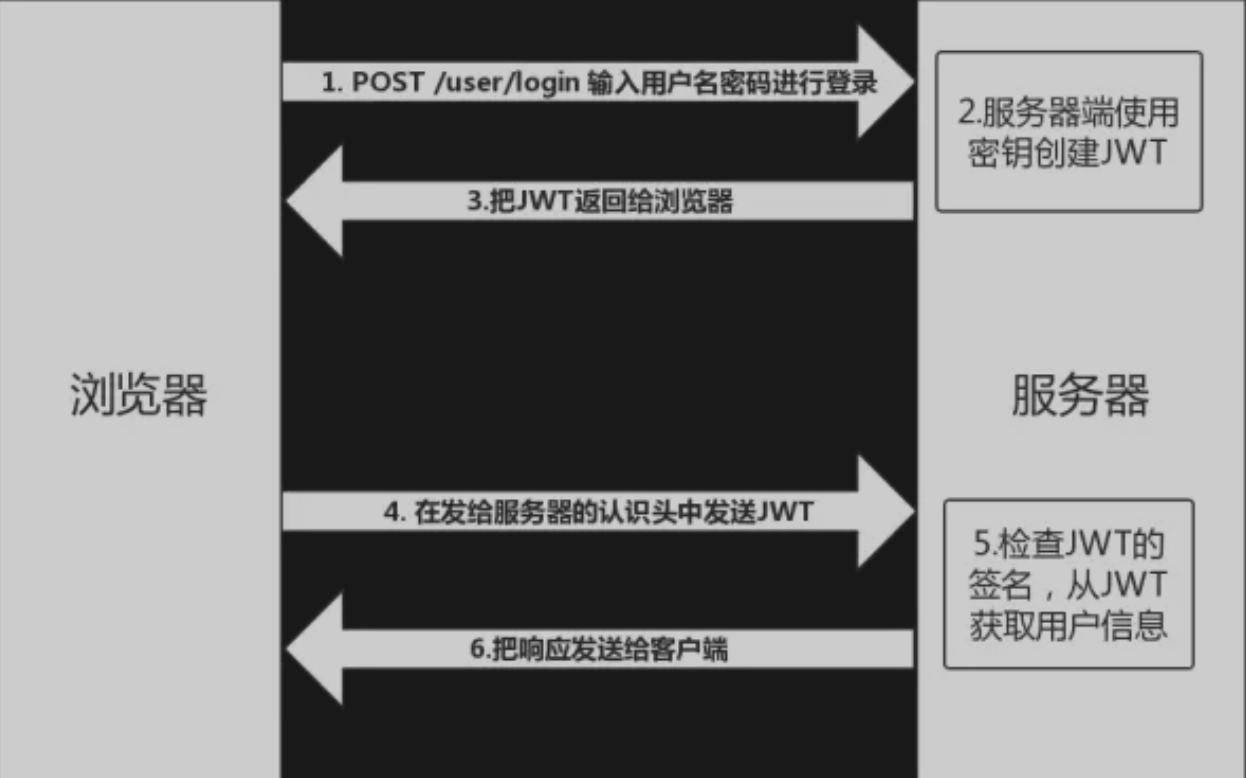 1. POST /user/login 输入用户名密码进行登录
2.服务器端使用
密钥创建JWT
3.把JWT返回给浏览器
浏览器
服务器
4. 在发给服务器的认识头中发送JWT
5.检查JWT的
签名，从JWT
获取用户信息
6.把响应发送给客户端